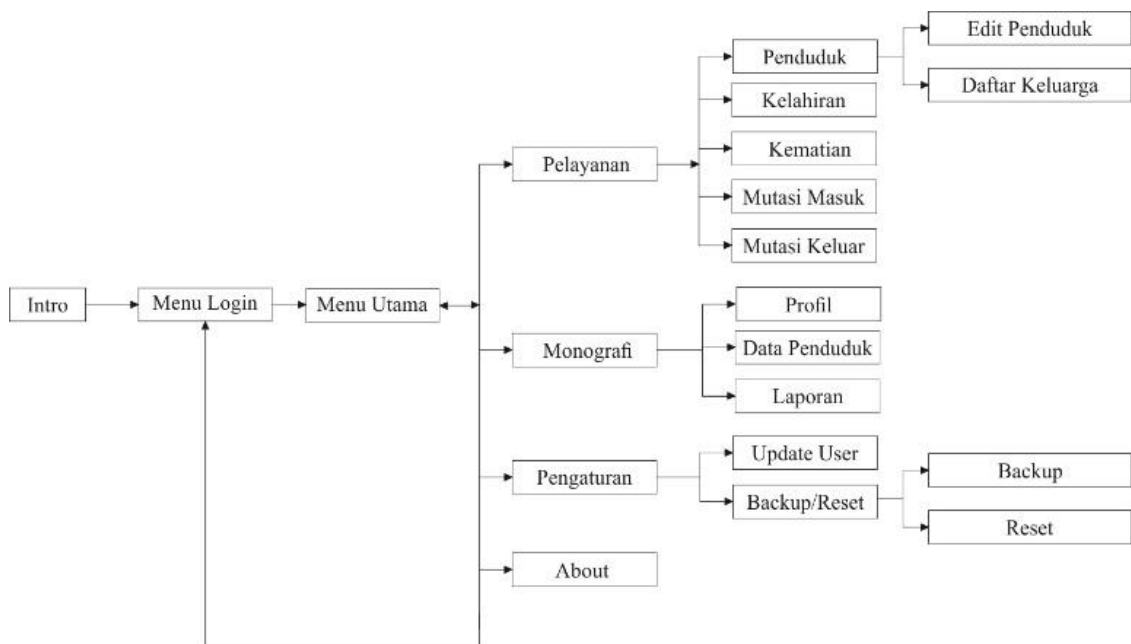 Edit Penduduk
Penduduk
Daftar Keluarga
Kelahiran
Kematian
Pelayanan
Mutasi Masuk
Mutasi Keluar
Intro
Menu Login
Menu Utama
Profil
Monografi
Data Penduduk
Laporan
Update User
Pengaturan
Backup
Backup/Reset
Reset
About